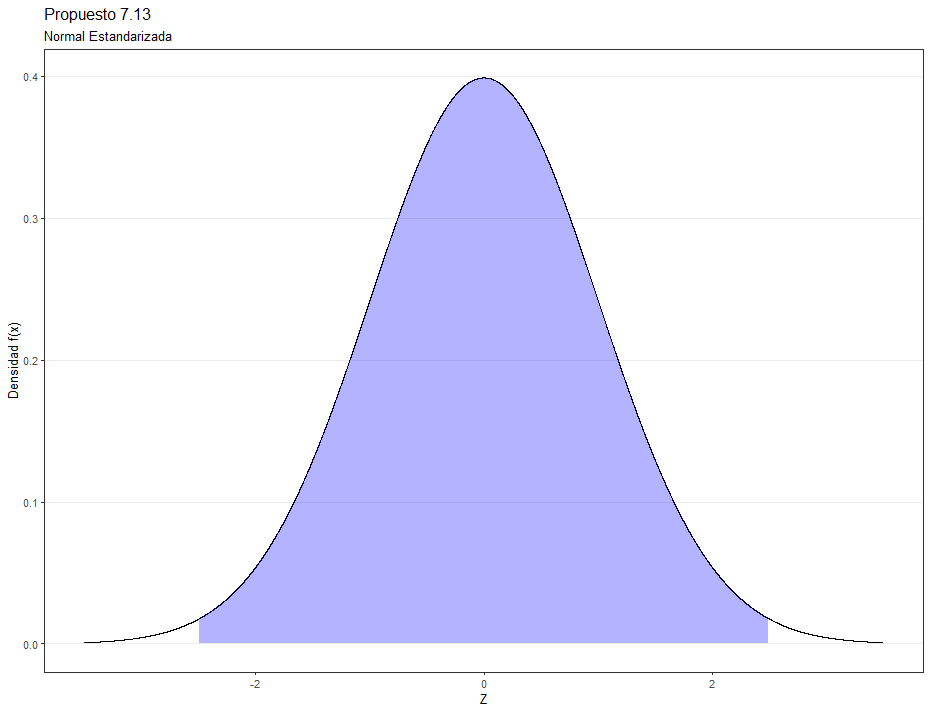 Propuesto 7.13
Normal Estandarizada
0.4
0.3
0.2
0.1
0.0
Densidad f(x)
-2
0
2
Z